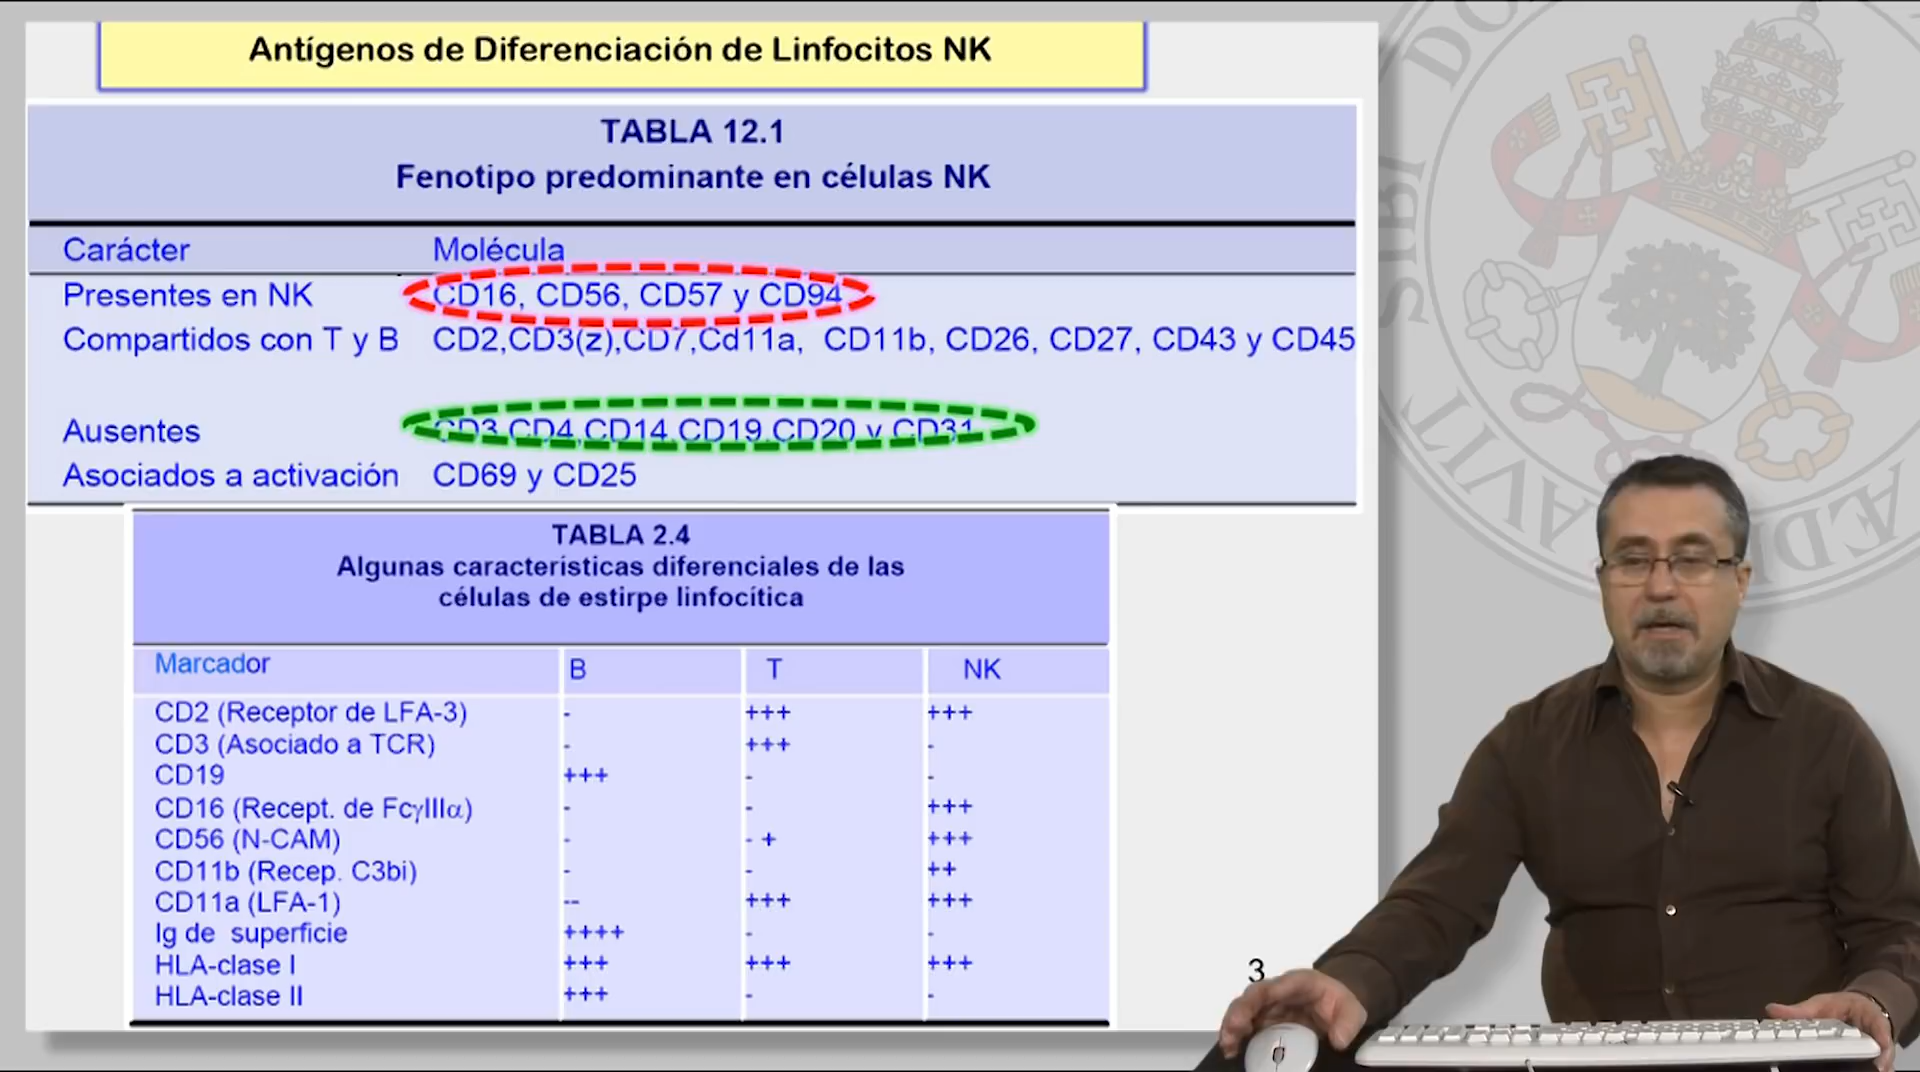 Antígenos de Diferenciación de Linfocitos NK
TABLA 12.1
Fenotipo predominante en células NK
Carácter Molécula
Presentes en NK CD16, CD56, CD57 y CD94
Compartidos con T y B CD2,CD3(z),CD7,Cd11a, CD11b, CD26, CD27, CD43 y CD45
Ausentes CD3,CD4,CD14,CD19,CD20 y CD31
Asociados a activación CD69 y CD25
TABLA 2.4
Algunas características diferenciales de las
células de estirpe linfocítica
Marcador B T NK
CD2 (Receptor de LFA-3) - +++ +++
CD3 (Asociado a TCR) - +++ -
CD19 +++ - -
CD16 (Recept. de FcγIIIα) - - +++
CD56 (N-CAM) - - + +++
CD11b (Recep. C3bi) - - ++
CD11a (LFA-1) -- +++ +++
Ig de superficie ++++ - -
HLA-clase I +++ +++ +++
HLA-clase II +++ - -
3
SIBI DO
ÆDI
AVIT